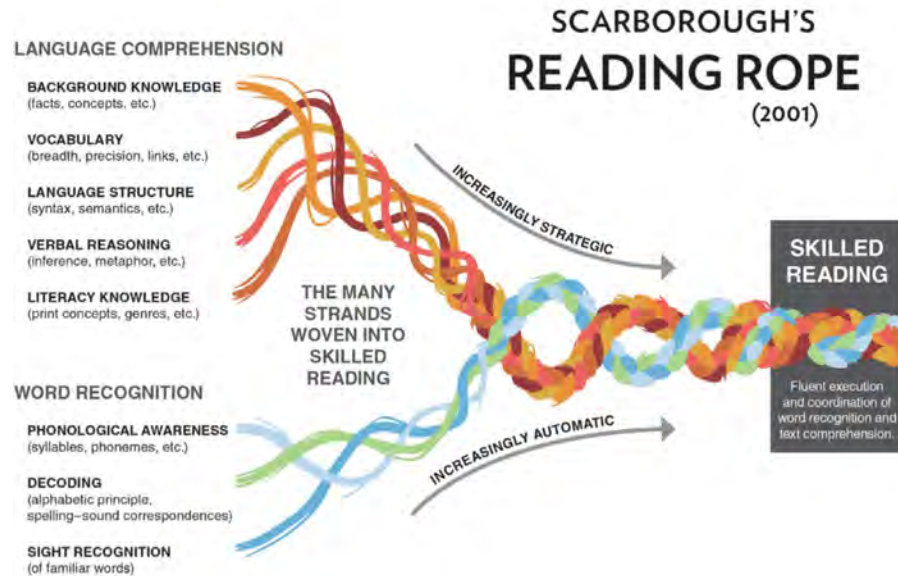 SCARBOROUGH'S
READING ROPE
(2001)
LANGUAGE COMPREHENSION
BACKGROUND KNOWLEDGE
(facts, concepts, etc.)
VOCABULARY
(breadth, precision, links, etc.)
LANGUAGE STRUCTURE
(syntax, semantics, etc.)
VERBAL REASONING
(inference, metaphor, etc.)
LITERACY KNOWLEDGE
(print concepts, genres, etc.)
WORD RECOGNITION
PHONOLOGICAL AWARENESS
(syllables, phonemes, etc.)
DECODING
(alphabetic principle,
spelling–sound correspondences)
SIGHT RECOGNITION
(of familiar words)
THE MANY
STRANDS
WOVEN INTO
SKILLED
READING
INCREASINGLY STRATEGIC
INCREASINGLY AUTOMATIC
SKILLED
READING
Fluent execution
and coordination of
word recognition and
text comprehension.